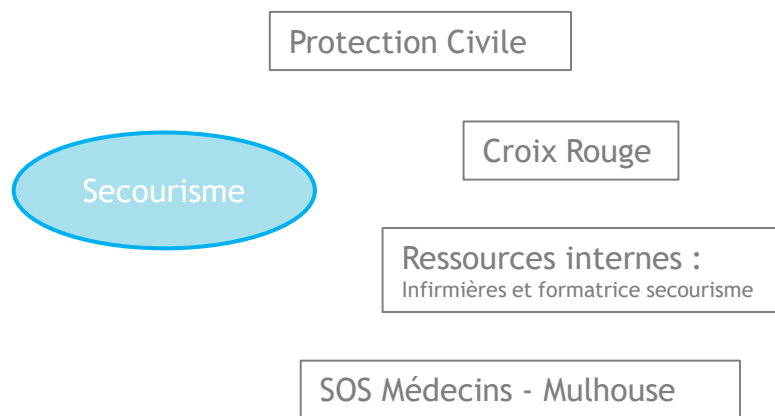 Protection Civile
Croix Rouge
Secourisme
Ressources internes :
Infirmières et formatrice secourisme
SOS Médecins - Mulhouse